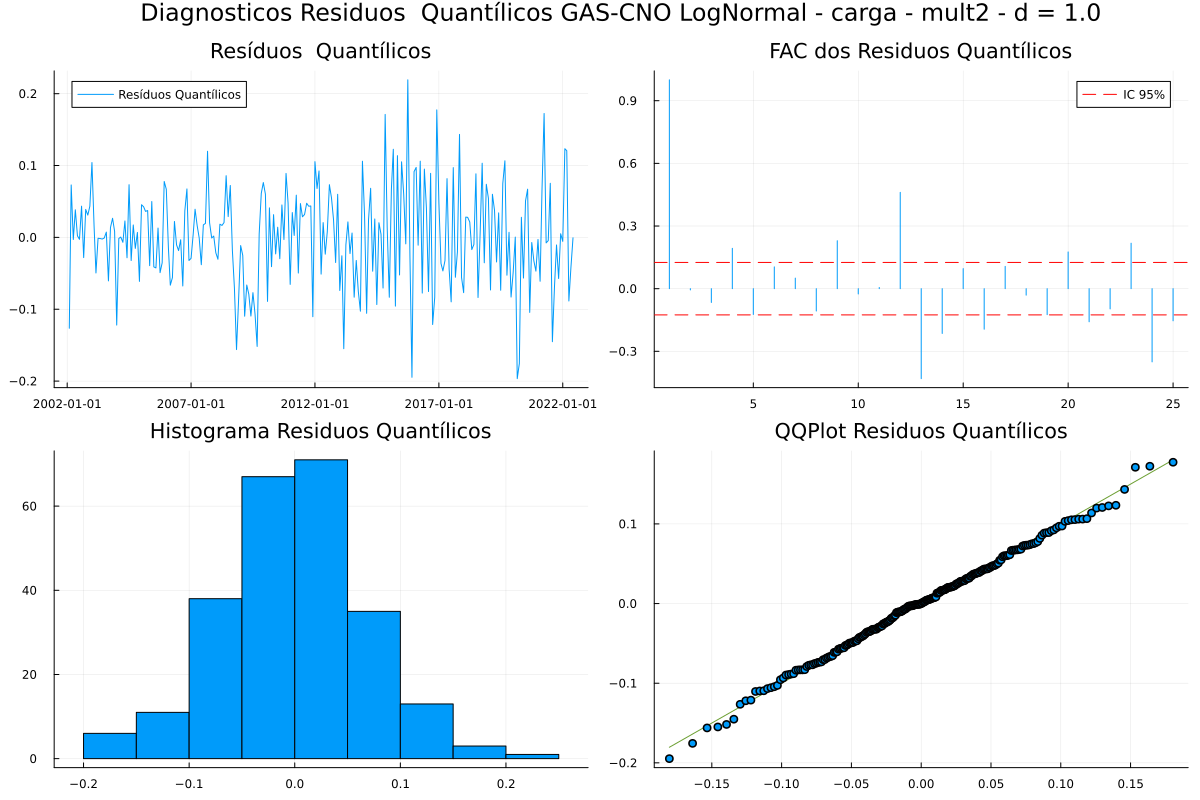 Diagnosticos Residuos  Quantílicos GAS-CNO LogNormal - carga - mult2 - d = 1.0
Resíduos  Quantílicos
0.2
0.1
0.0
−0.1
−0.2
Resíduos Quantílicos
2002-01-01 2007-01-01 2012-01-01 2017-01-01 2022-01-01
FAC dos Residuos Quantílicos
0.9
0.6
0.3
0.0
−0.3
IC 95%
5 10 15 20 25
Histograma Residuos Quantílicos
60
40
20
0
−0.2 −0.1 0.0 0.1 0.2
QQPlot Residuos Quantílicos
0.1
0.0
−0.1
−0.2
−0.15 −0.10 −0.05 0.00 0.05 0.10 0.15